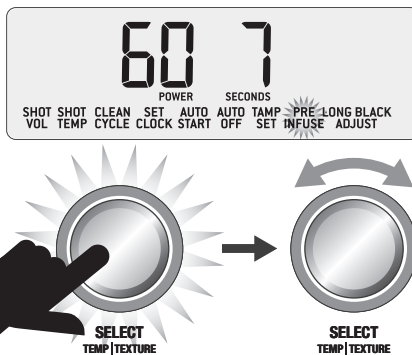 60 7
POWER SECONDS
SHOT SHOT CLEAN SET AUTO AUTO TAMP PRE LONG BLACK
VOL TEMP CYCLE CLOCK START OFF SET INFUSE ADJUST
SELECT SELECT
TEMP|TEXTURE TEMP|TEXTURE